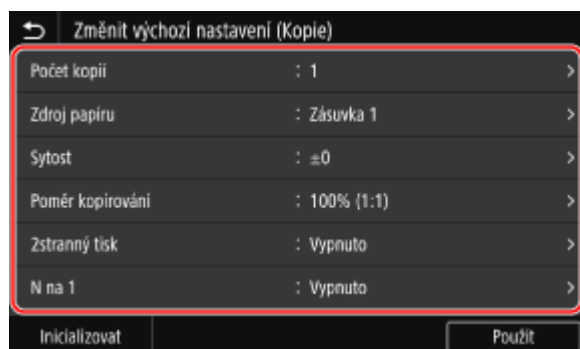 Změnit výchozí nastavení (Kopie)
Počet kopií : 1
Zdroj papíru : Zásuvka 1
Sytost : ±0
Poměr kopírování : 100% (1:1)
2stranný tisk : Vypnuto
N na 1 : Vypnuto
Inicializovat Použít